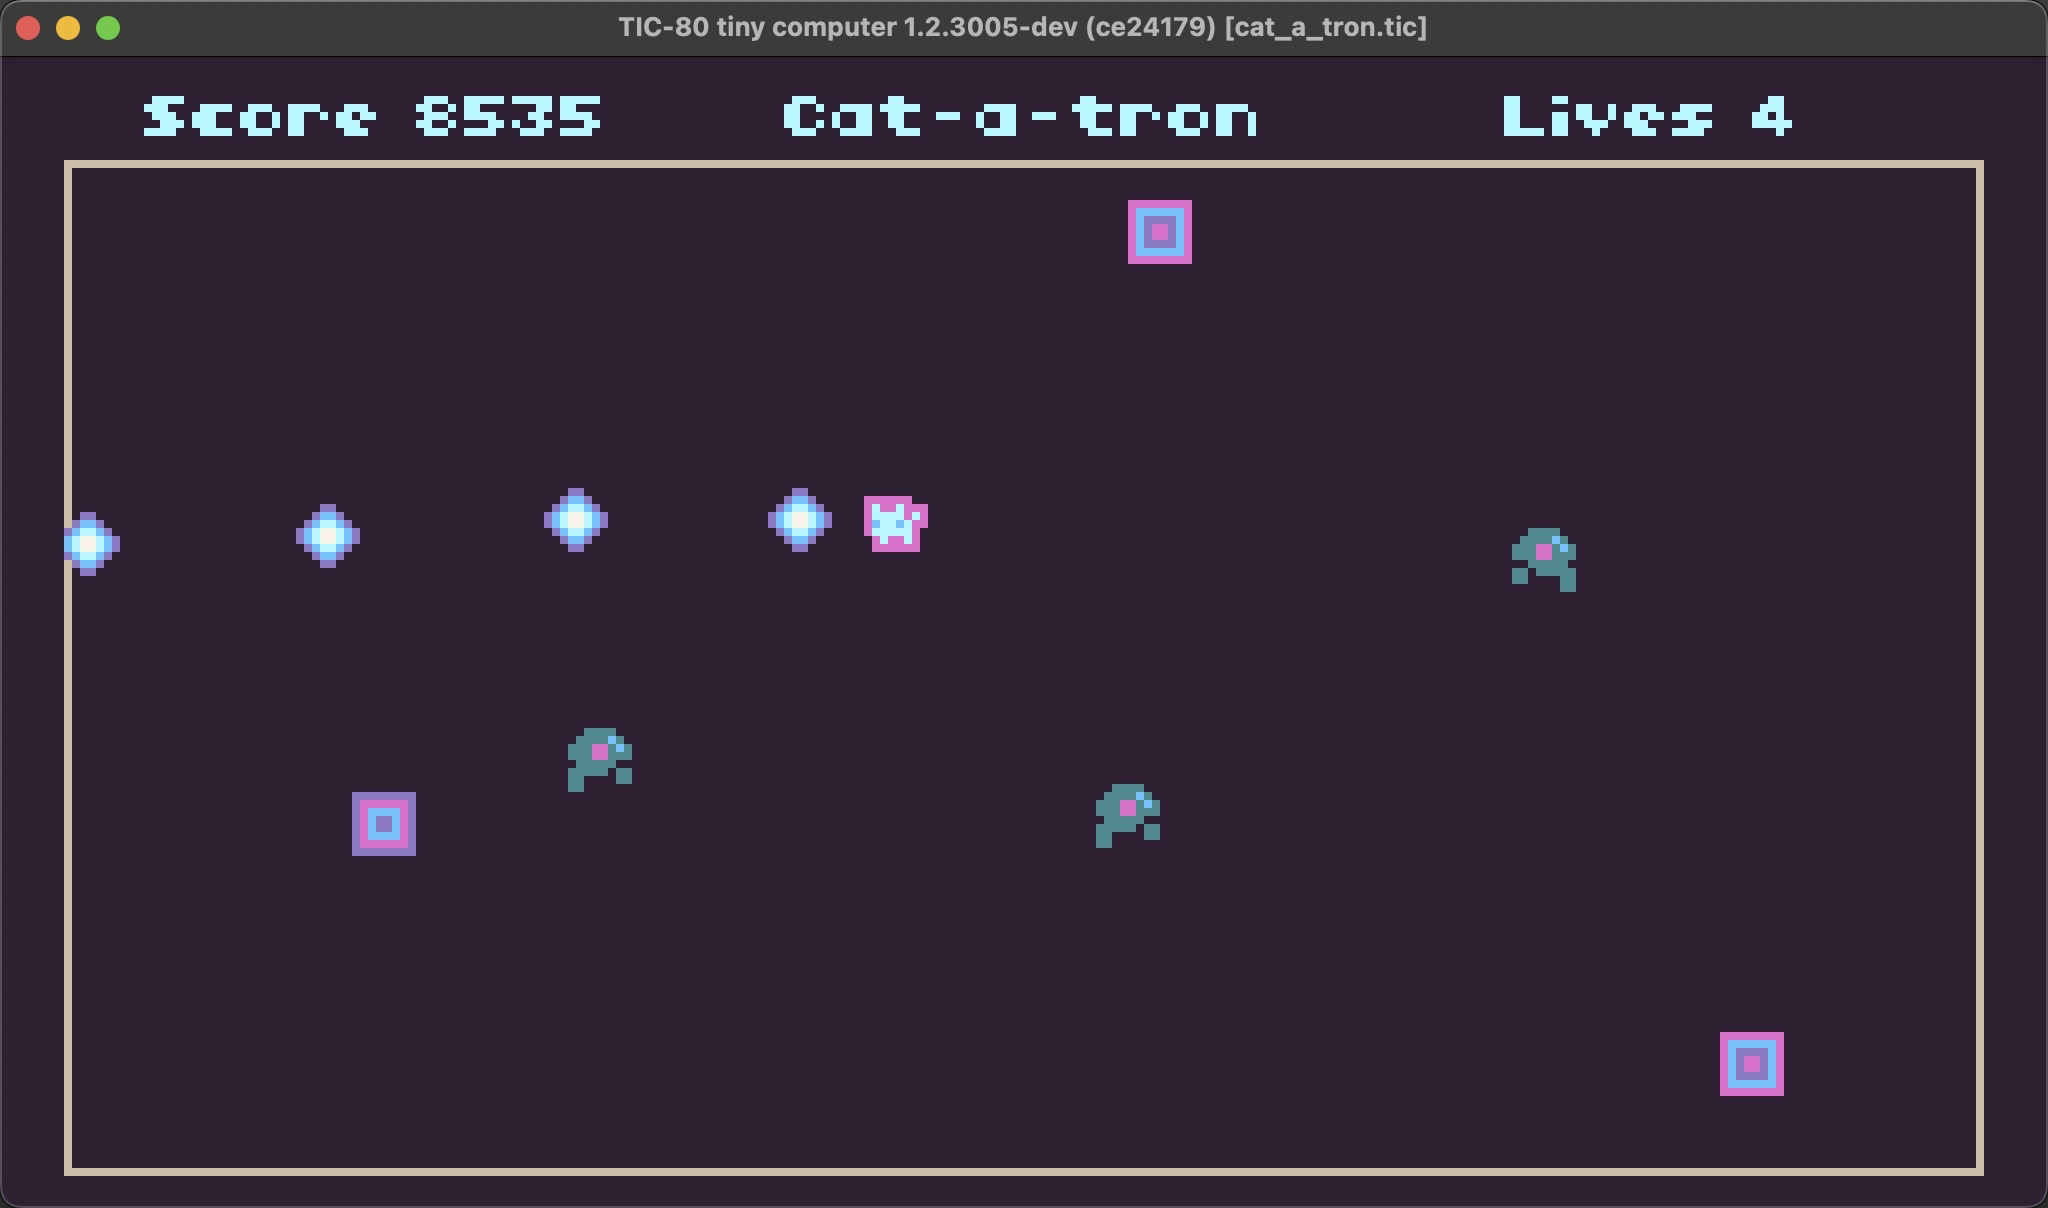 TIC-80 tiny computer 1.2.3005-dev (ce24179) [cat_a_tron.tic]
Score 8535 Cat-a-tron Lives 4